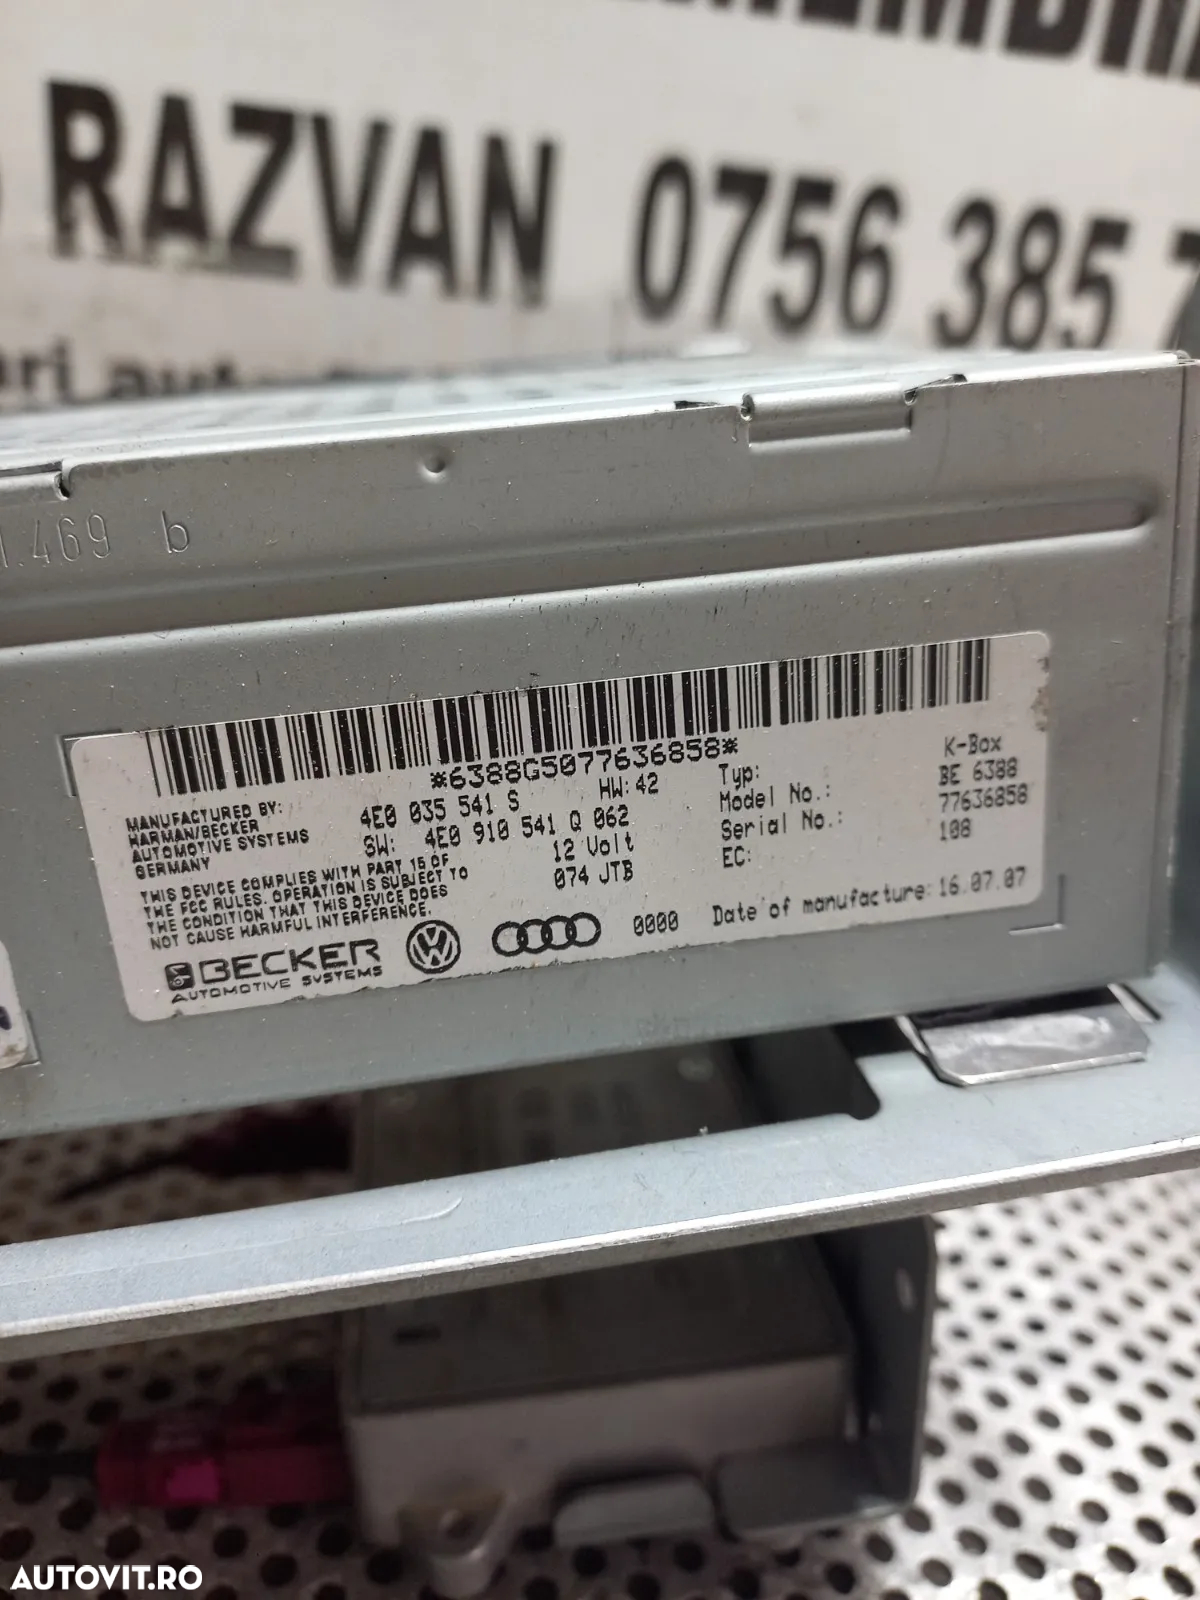 RAZVAN 0756 385
469 b
*6388G5077636858*
MANUFACTURED BY:
HARMAN/BECKER
AUTOMOTIVE SYSTEMS
GERMANY
4E0 035 541 S HW: 42
SW: 4E0 910 541 Q 062
12 Volt
074 JTB
THIS DEVICE COMPLIES WITH PART 15 OF
THE FCC RULES. OPERATION IS SUBJECT TO
THE CONDITION THAT THIS DEVICE DOES
NOT CAUSE HARMFUL INTERFERENCE.
Typ: K-Box
BE 6388
Model No.: 77636858
Serial No.: 108
EC:
BECKER
AUTOMOTIVE SYSTEMS
0000
Date of manufacture: 16.07.07
AUTOVIT.RO